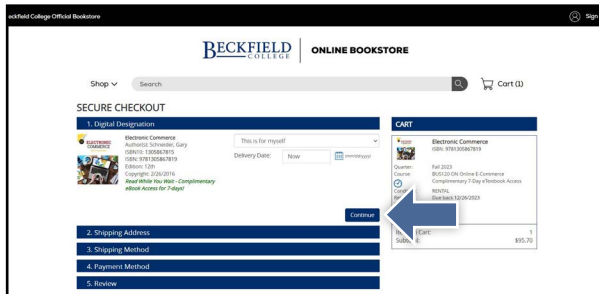 eckfield College Official Bookstore
Sign
BECKFIELD
COLLEGE
ONLINE BOOKSTORE
Shop
Search
Cart (1)
SECURE CHECKOUT
1. Digital Designation
ELECTRONIC
COMMERCE
Electronic Commerce
Author(s): Schneider, Gary
ISBN10: 1305867815
ISBN: 9781305867819
Edition: 12th
Copyright: 2/26/2016
Read While You Wait - Complimentary
eBook Access for 7-days!
This is for myself
Delivery Date:
Now
Continue
2. Shipping Address
3. Shipping Method
4. Payment Method
5. Review
CART
Electronic Commerce
ISBN: 9781305867819
Quarter: Fall 2023
Course: BUS120 ON Online E-Commerce
Complimentary 7-Day eTextbook Access
RENTAL
Due back 12/26/2023
Cart: 1
$95.70